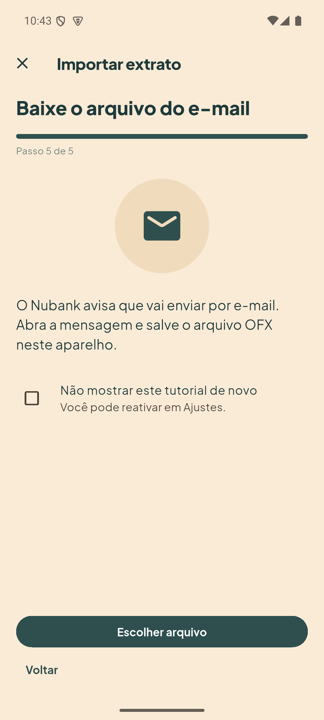 10:43
Importar extrato
Baixe o arquivo do e-mail
Passo 5 de 5
O Nubank avisa que vai enviar por e-mail.
Abra a mensagem e salve o arquivo OFX
neste aparelho.
Não mostrar este tutorial de novo
Você pode reativar em Ajustes.
Escolher arquivo
Voltar